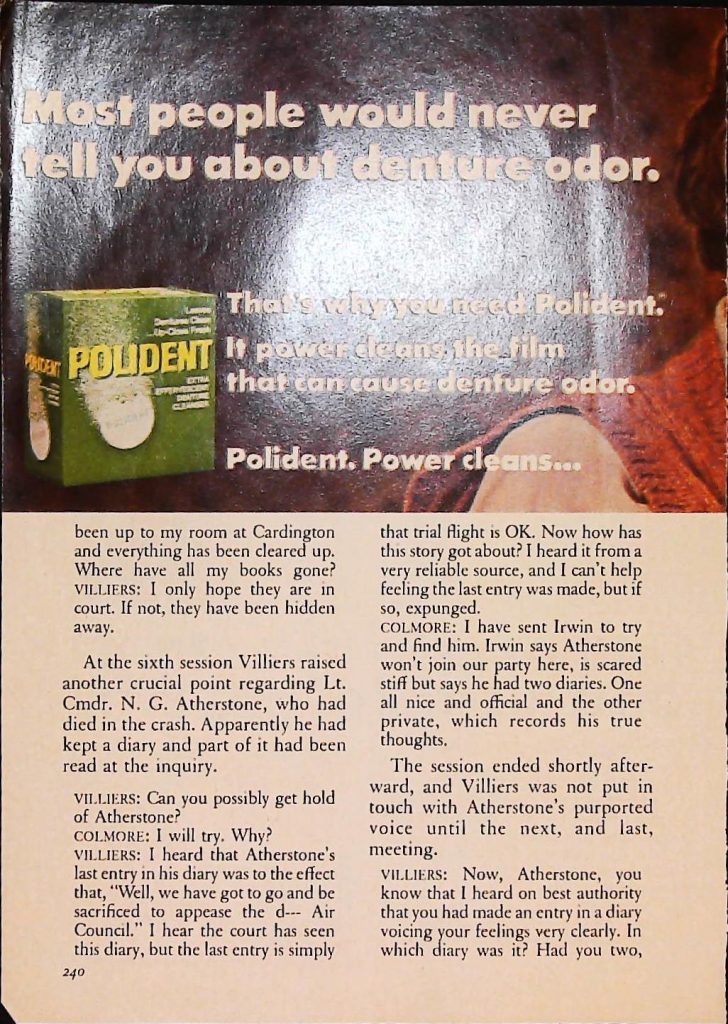 Most people would never
tell you about denture odor.
That's why you need Polident.
It power cleans the film
that can cause denture odor.
Polident. Power cleans...
POLIDENT
POLIDENT
EXTRA
EFFERVESCENT
DENTURE
CLEANSER
been up to my room at Cardington
and everything has been cleared up.
Where have all my books gone?
VILLIERS: I only hope they are in
court. If not, they have been hidden
away.
At the sixth session Villiers raised
another crucial point regarding Lt.
Cmdr. N. G. Atherstone, who had
died in the crash. Apparently he had
kept a diary and part of it had been
read at the inquiry.
VILLIERS: Can you possibly get hold
of Atherstone?
COLMORE: I will try. Why?
VILLIERS: I heard that Atherstone's
last entry in his diary was to the effect
that, "Well, we have got to go and be
sacrificed to appease the d--- Air
Council." I hear the court has seen
this diary, but the last entry is simply
240
that trial flight is OK. Now how has
this story got about? I heard it from a
very reliable source, and I can't help
feeling the last entry was made, but if
so, expunged.
COLMORE: I have sent Irwin to try
and find him. Irwin says Atherstone
won't join our party here, is scared
stiff but says he had two diaries. One
all nice and official and the other
private, which records his true
thoughts.
The session ended shortly after-
ward, and Villiers was not put in
touch with Atherstone's purported
voice until the next, and last,
meeting.
VILLIERS: Now, Atherstone, you
know that I heard on best authority
that you had made an entry in a diary
voicing your feelings very clearly. In
which diary was it? Had you two,